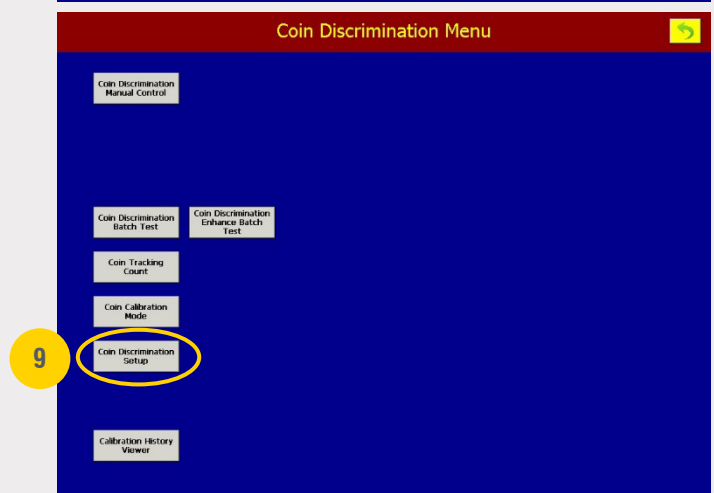 Coin Discrimination Menu
Coin Discrimination
Manual Control
Coin Discrimination
Batch Test
Coin Discrimination
Enhance Batch
Test
Coin Tracking
Count
Coin Calibration
Mode
9
Coin Discrimination
Setup
Calibration History
Viewer